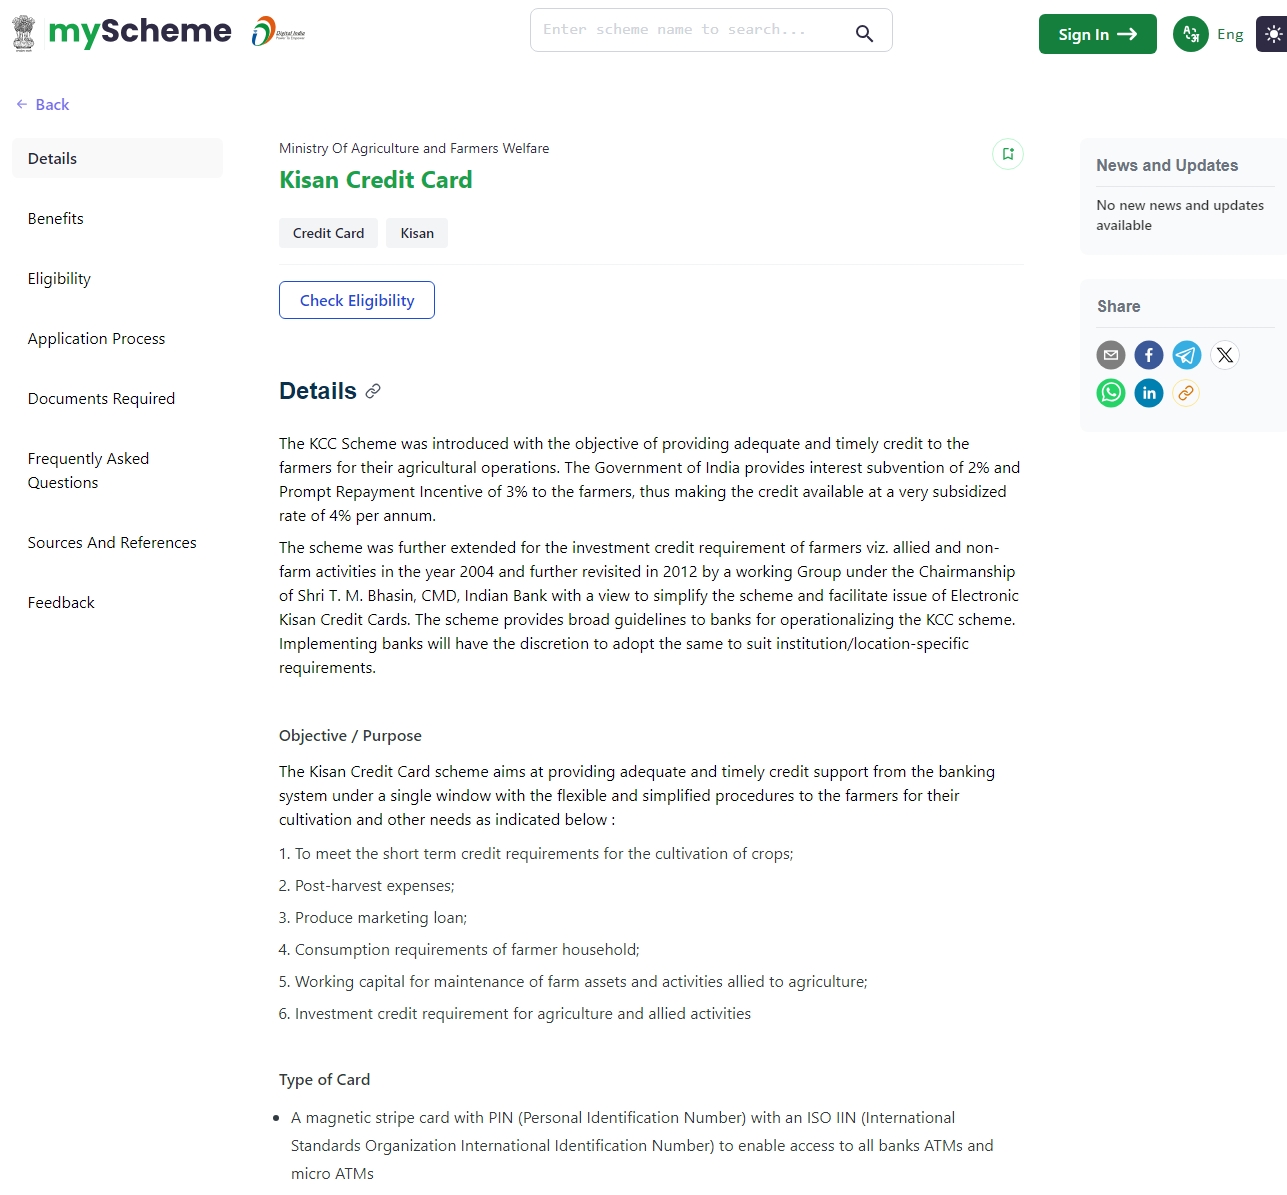 myScheme
Digital India
Power To Empower
Enter scheme name to search...
Sign In
Eng
Back
Details
Benefits
Eligibility
Application Process
Documents Required
Frequently Asked
Questions
Sources And References
Feedback
Ministry Of Agriculture and Farmers Welfare
Kisan Credit Card
Credit Card
Kisan
Check Eligibility
Details
The KCC Scheme was introduced with the objective of providing adequate and timely credit to the
farmers for their agricultural operations. The Government of India provides interest subvention of 2% and
Prompt Repayment Incentive of 3% to the farmers, thus making the credit available at a very subsidized
rate of 4% per annum.
The scheme was further extended for the investment credit requirement of farmers viz. allied and non-
farm activities in the year 2004 and further revisited in 2012 by a working Group under the Chairmanship
of Shri T. M. Bhasin, CMD, Indian Bank with a view to simplify the scheme and facilitate issue of Electronic
Kisan Credit Cards. The scheme provides broad guidelines to banks for operationalizing the KCC scheme.
Implementing banks will have the discretion to adopt the same to suit institution/location-specific
requirements.
Objective / Purpose
The Kisan Credit Card scheme aims at providing adequate and timely credit support from the banking
system under a single window with the flexible and simplified procedures to the farmers for their
cultivation and other needs as indicated below :
1. To meet the short term credit requirements for the cultivation of crops;
2. Post-harvest expenses;
3. Produce marketing loan;
4. Consumption requirements of farmer household;
5. Working capital for maintenance of farm assets and activities allied to agriculture;
6. Investment credit requirement for agriculture and allied activities
Type of Card
• A magnetic stripe card with PIN (Personal Identification Number) with an ISO IIN (International
Standards Organization International Identification Number) to enable access to all banks ATMs and
micro ATMs
News and Updates
No new news and updates
available
Share